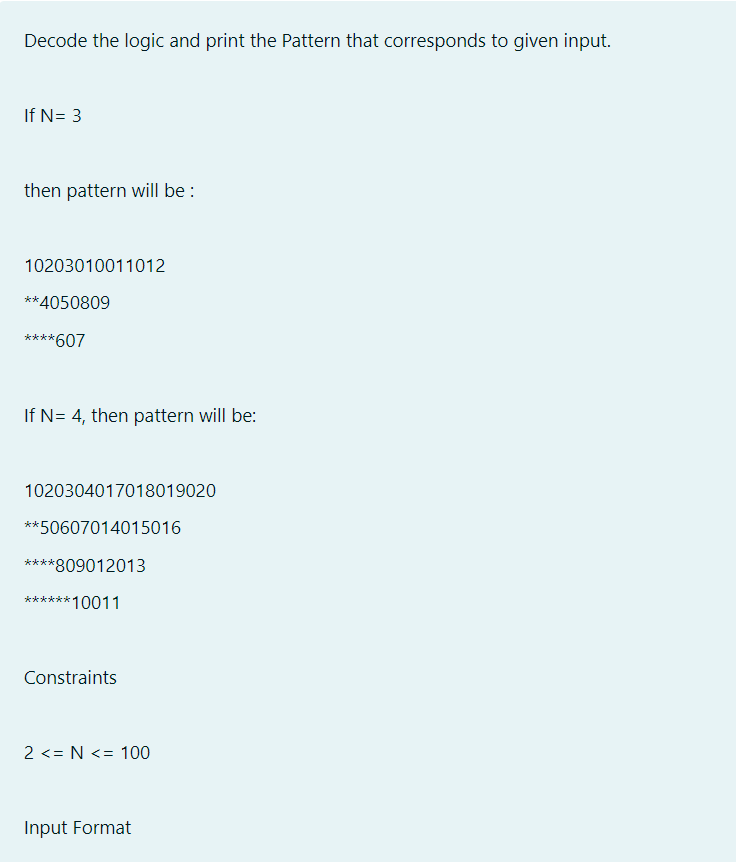 Decode the logic and print the Pattern that corresponds to given input.
If N= 3
then pattern will be :
10203010011012
**4050809
****607
If N= 4, then pattern will be:
1020304017018019020
**50607014015016
****809012013
******10011
Constraints
2 <= N <= 100
Input Format